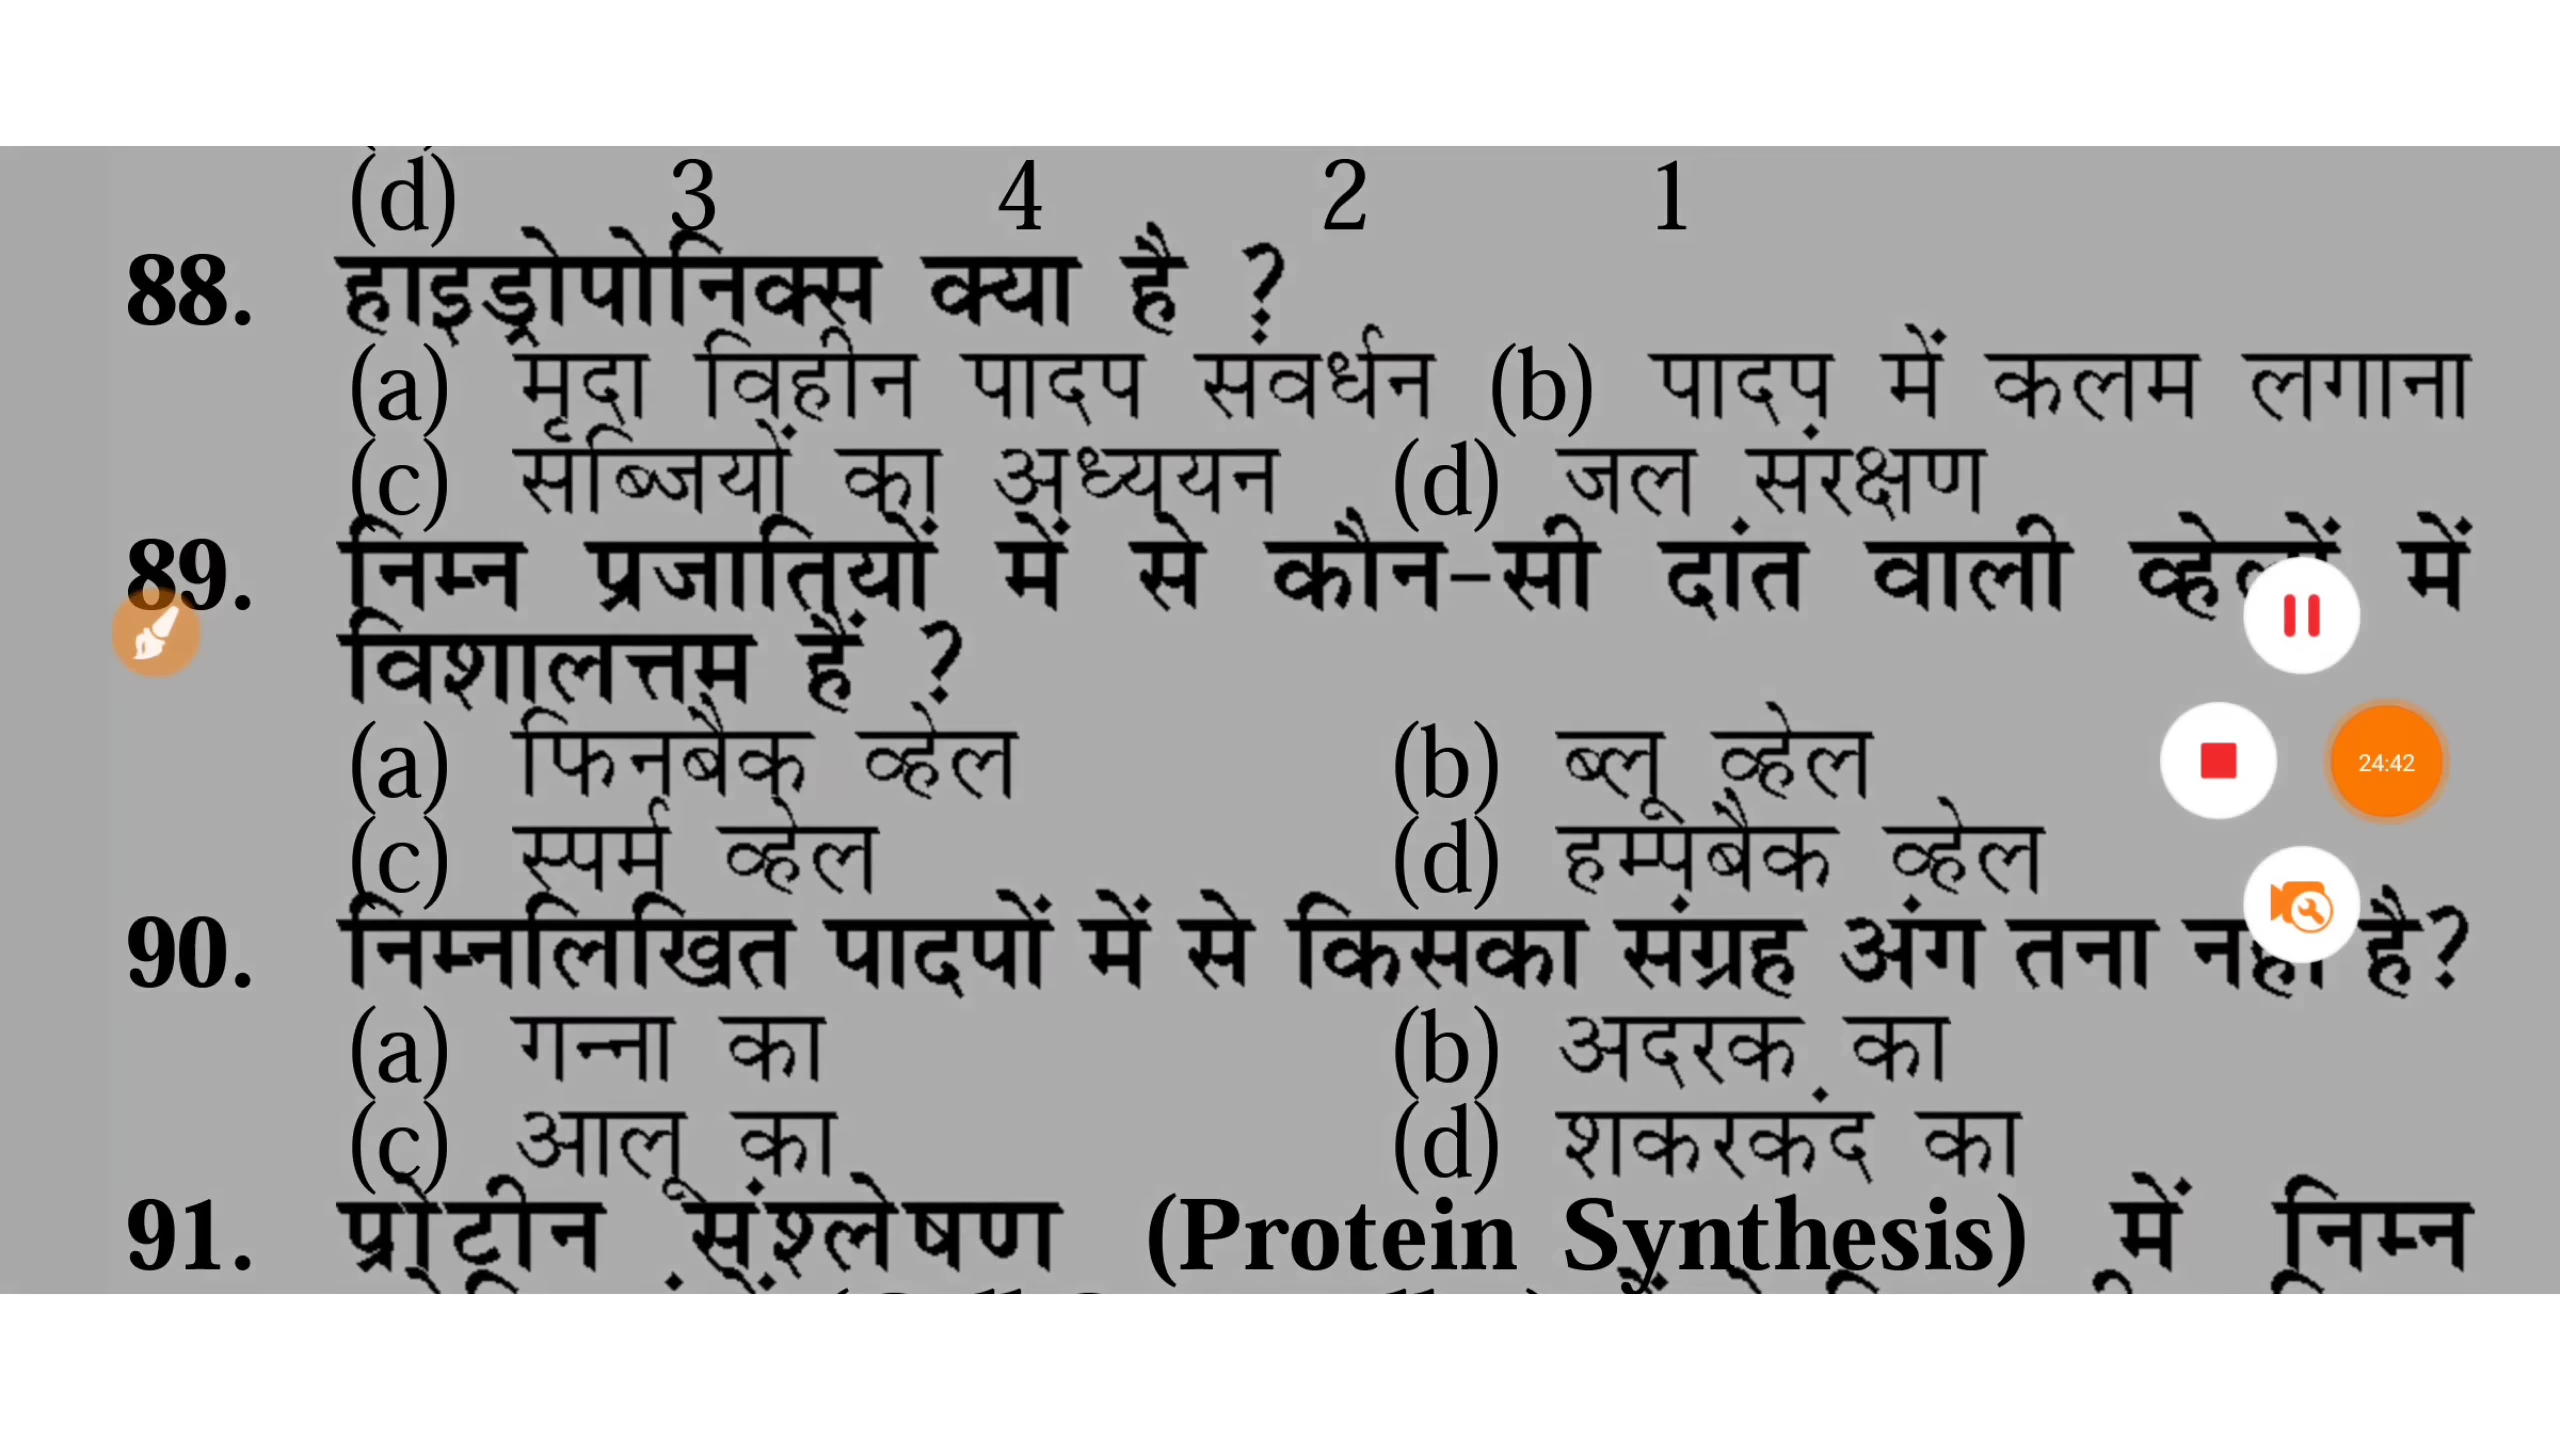 (d) 3 4 2 1
88. हाइड्रोपोनिक्स क्या है ?
(a) मृदा विहीन पादप संवर्धन (b) पादप में कलम लगाना
(c) सब्जियों का अध्ययन (d) जल संरक्षण
89. निम्न प्रजातियों में से कौन-सी दांत वाली व्हेलों में
विशालत्तम हैं ?
(a) फिनबैक व्हेल (b) ब्लू व्हेल
24:42
(c) स्पर्म व्हेल (d) हम्पबैक व्हेल
90. निम्नलिखित पादपों में से किसका संग्रह अंग तना नहीं है?
(a) गन्ना का (b) अदरक का
(c) आलू का (d) शकरकंद का
91. प्रोटीन संश्लेषण (Protein Synthesis) में निम्न